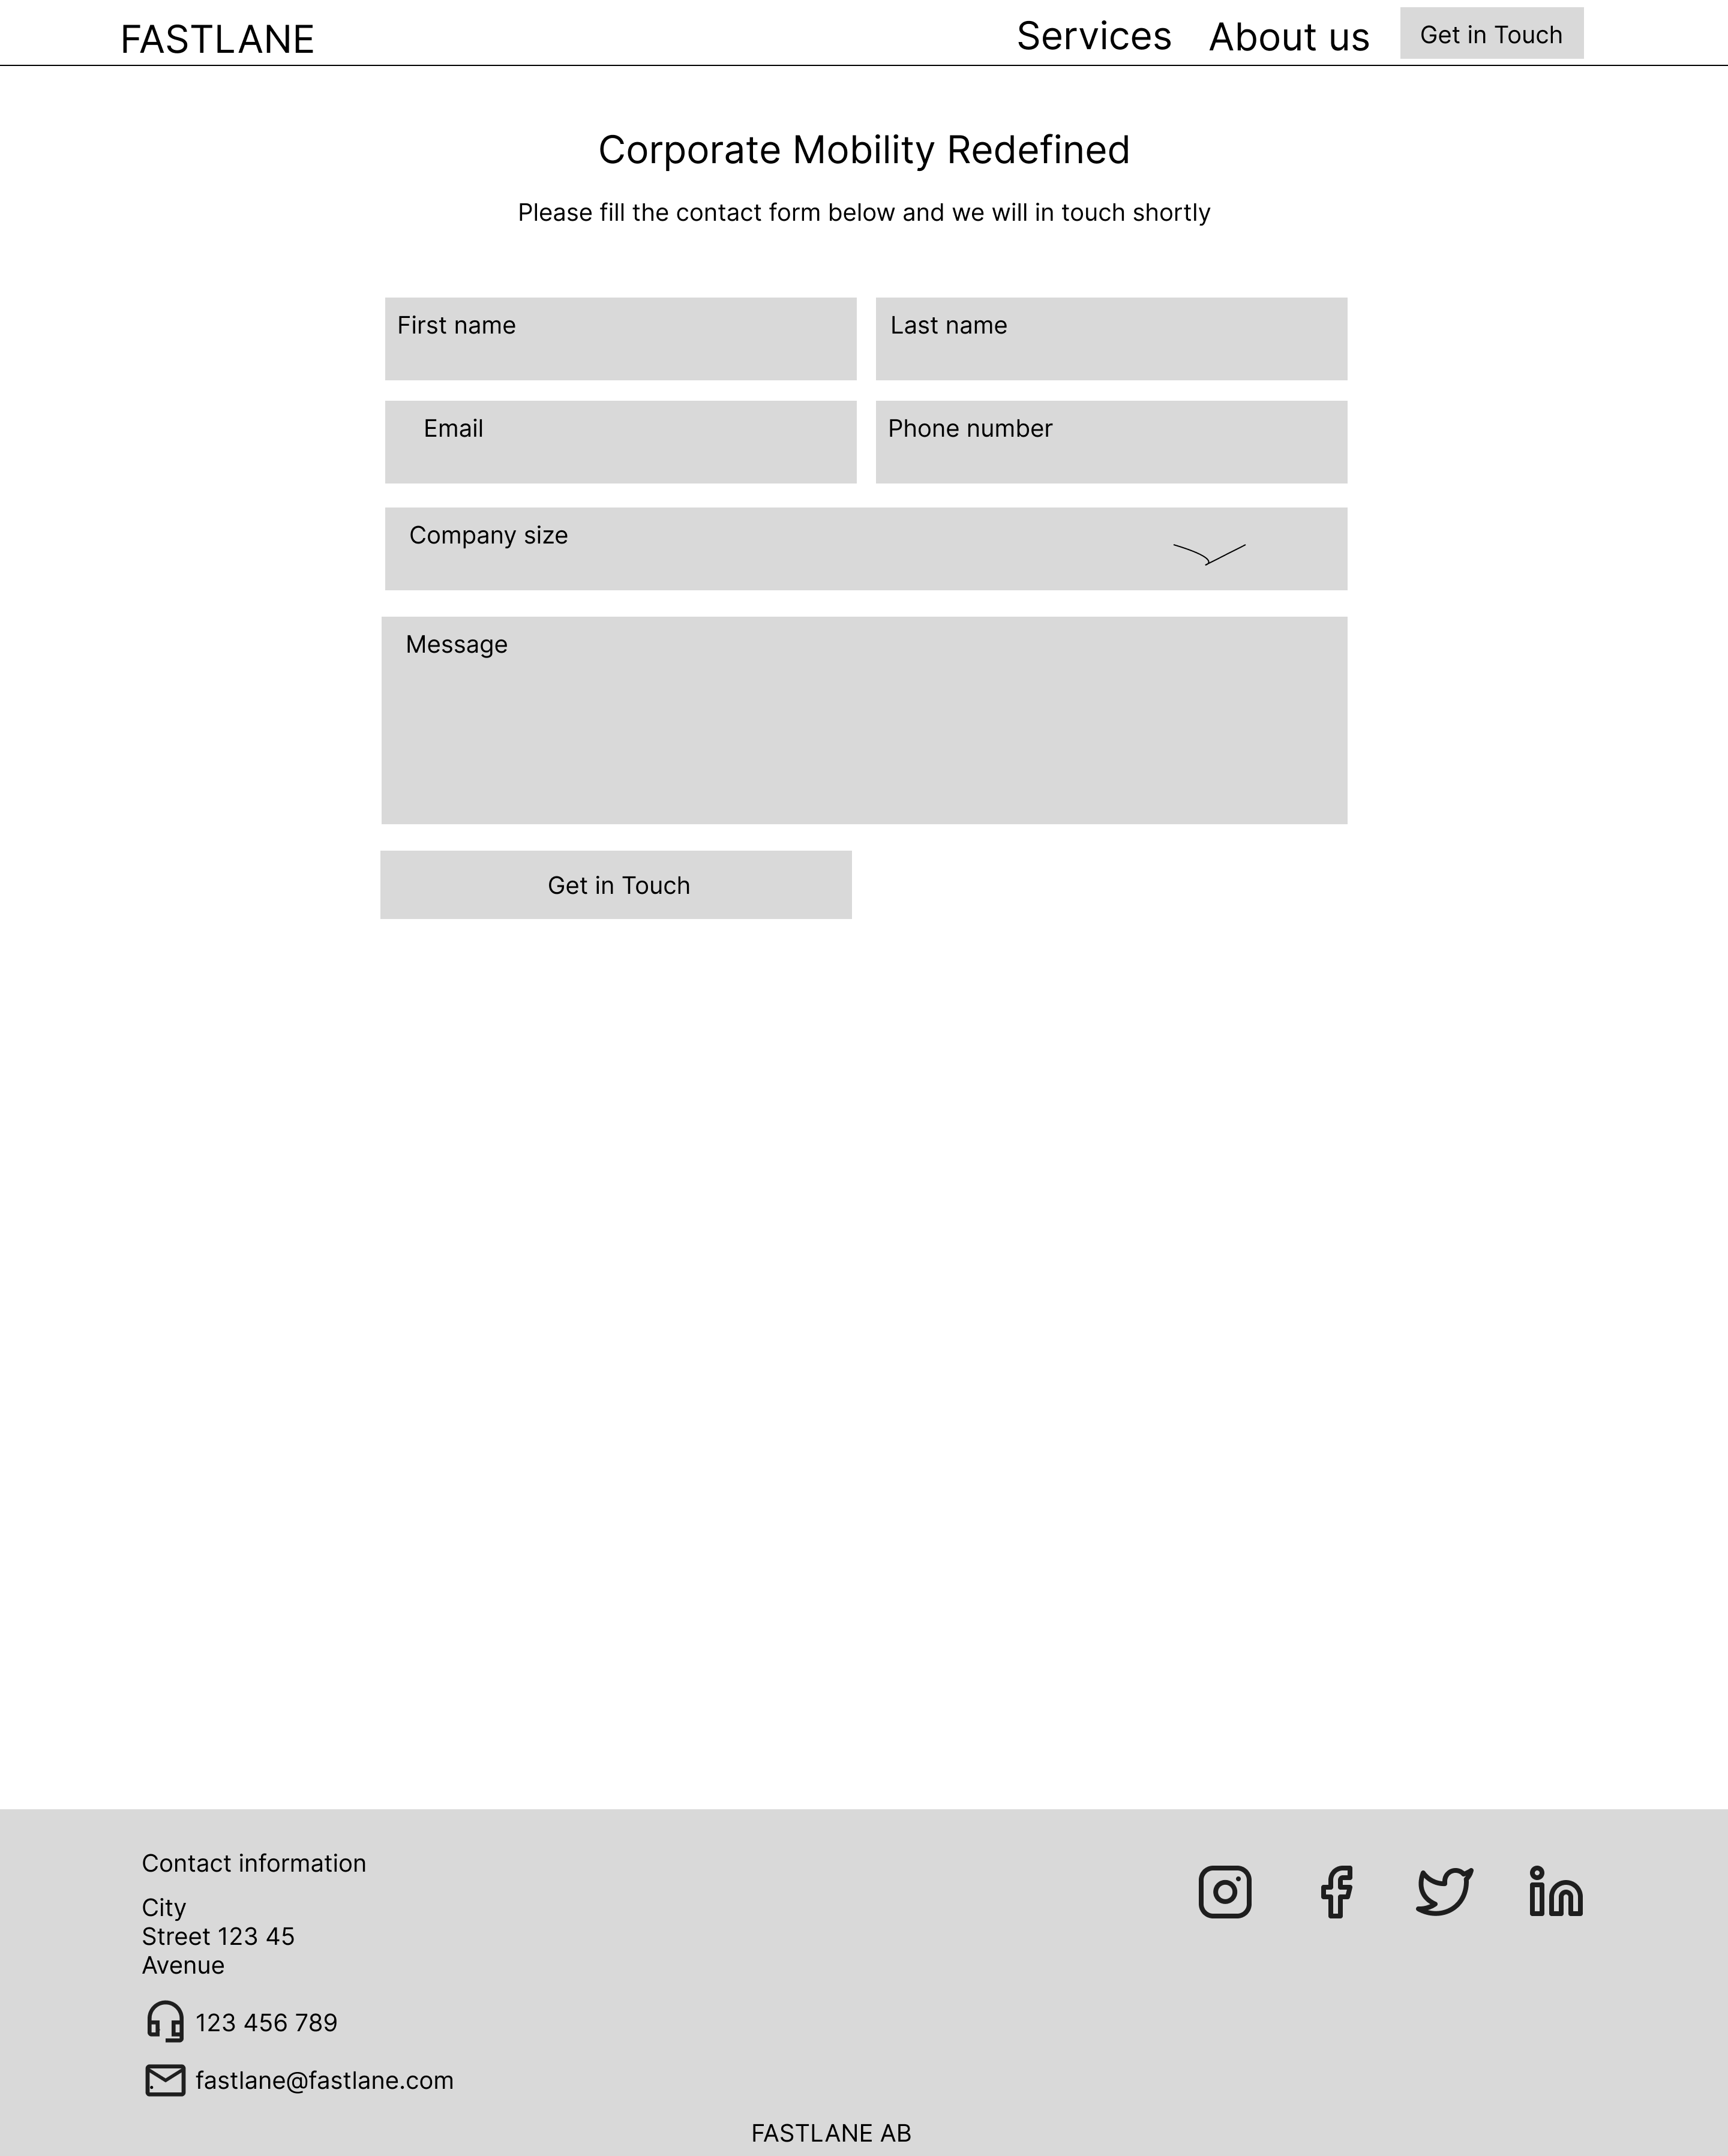 FASTLANE
Services
About us
Get in Touch
Corporate Mobility Redefined
Please fill the contact form below and we will in touch shortly
First name
Last name
Email
Phone number
Company size
Message
Get in Touch
Contact information
City
Street 123 45
Avenue
123 456 789
fastlane@fastlane.com
FASTLANE AB